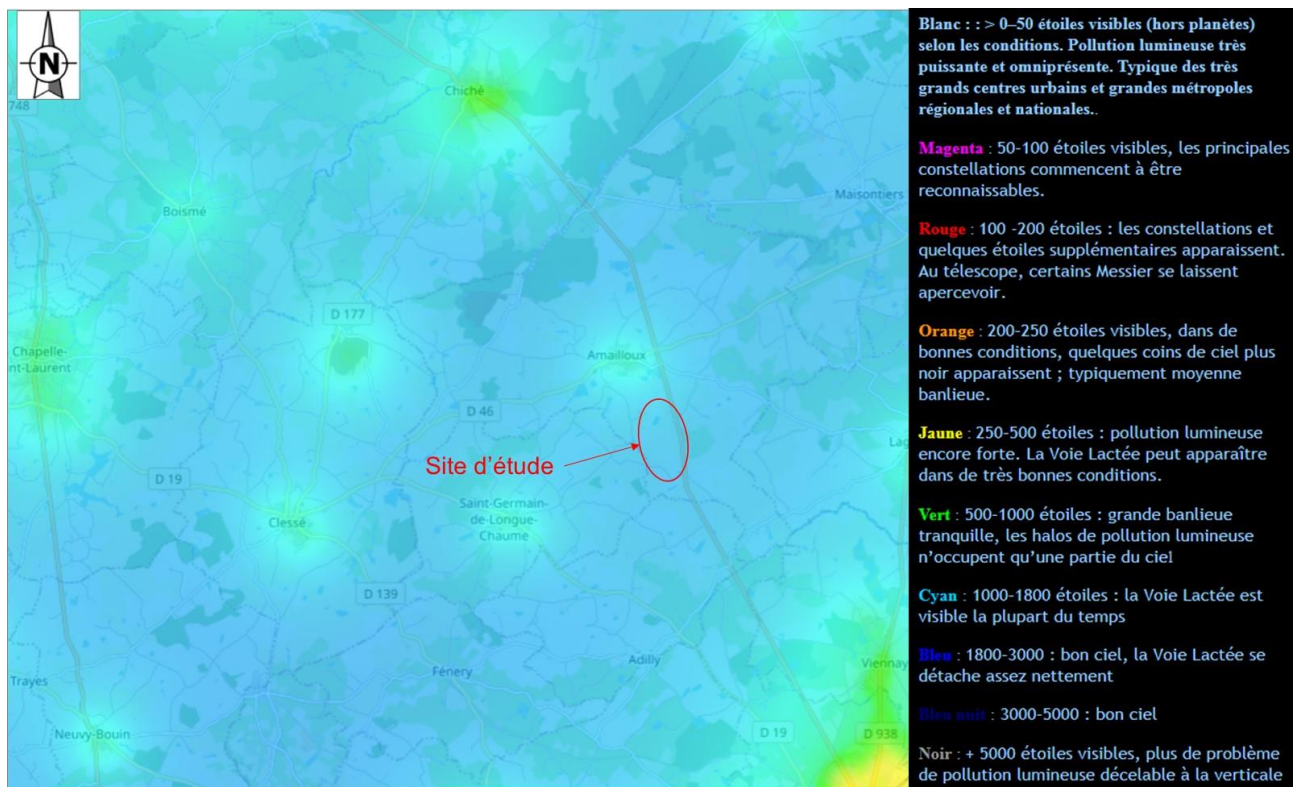 N
748
Chiché
Boismé
Maisontiers
D 177
Chapelle-
nt-Laurent
Amailloux
D 46
Lag
Site d'étude
D 19
Saint-Germain-
de-Longue-
Chaume
Clessé
D 139
Viennay
Adilly
Fénery
Trayes
Neuvy-Bouin
D 19
D 938
Blanc : : > 0–50 étoiles visibles (hors planètes)
selon les conditions. Pollution lumineuse très
puissante et omniprésente. Typique des très
grands centres urbains et grandes métropoles
régionales et nationales..
Magenta : 50-100 étoiles visibles, les principales
constellations commencent à être
reconnaissables.
Rouge : 100 -200 étoiles : les constellations et
quelques étoiles supplémentaires apparaissent.
Au télescope, certains Messier se laissent
apercevoir.
Orange : 200-250 étoiles visibles, dans de
bonnes conditions, quelques coins de ciel plus
noir apparaissent ; typiquement moyenne
banlieue.
Jaune : 250-500 étoiles : pollution lumineuse
encore forte. La Voie Lactée peut apparaître
dans de très bonnes conditions.
Vert : 500-1000 étoiles : grande banlieue
tranquille, les halos de pollution lumineuse
n'occupent qu'une partie du ciel
Cyan : 1000-1800 étoiles : la Voie Lactée est
visible la plupart du temps
Bleu : 1800-3000 : bon ciel, la Voie Lactée se
détache assez nettement
Bleu nuit : 3000-5000 : bon ciel
Noir : + 5000 étoiles visibles, plus de problème
de pollution lumineuse décelable à la verticale